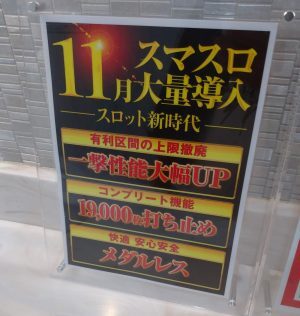 スマスロ
11月大量導入
スロット新時代
有利区間の上限撤廃
一撃性能大幅UP
コンプリート機能
19,000枚打ち止め
快適 安心安全
メダルレス